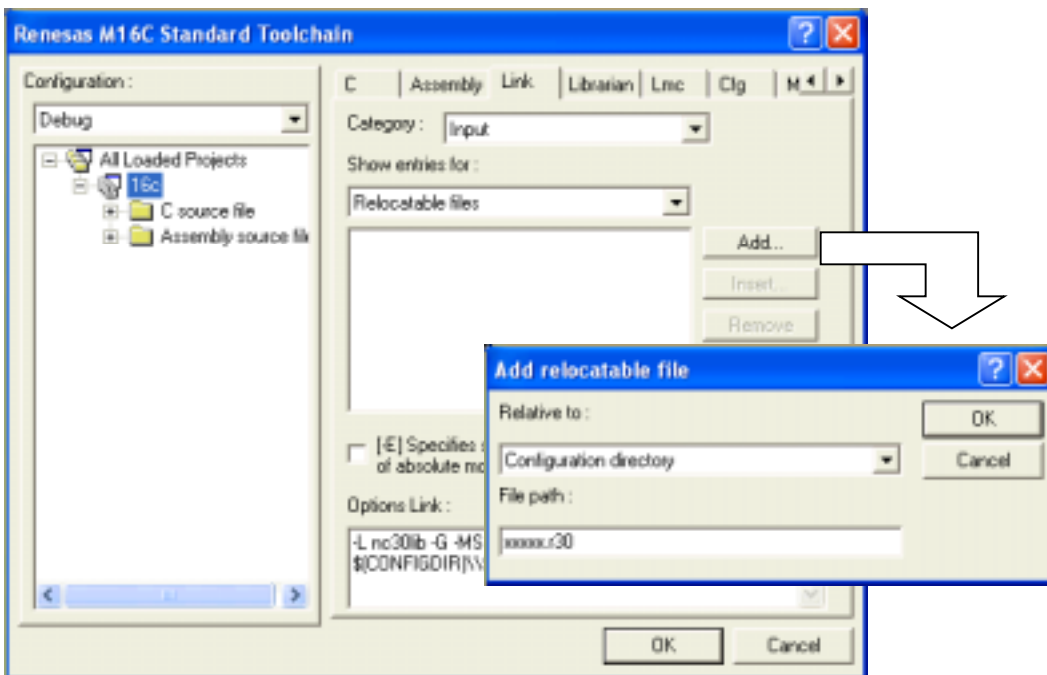 Renesas M16C Standard Toolchain
Configuration :
Debug
All Loaded Projects
16c
C source file
Assembly source fil
C Assembly Link Librarian Lmc Cfg M
Category : Input
Show entries for :
Relocatable files
Add...
Insert...
Remove
[-E] Specifies s
of absolute mo
Options Link :
-L nc30lib -G -MS
$(CONFIGDIR)\
OK Cancel
Add relocatable file
Relative to :
Configuration directory
File path :
xxxxx.r30
OK
Cancel